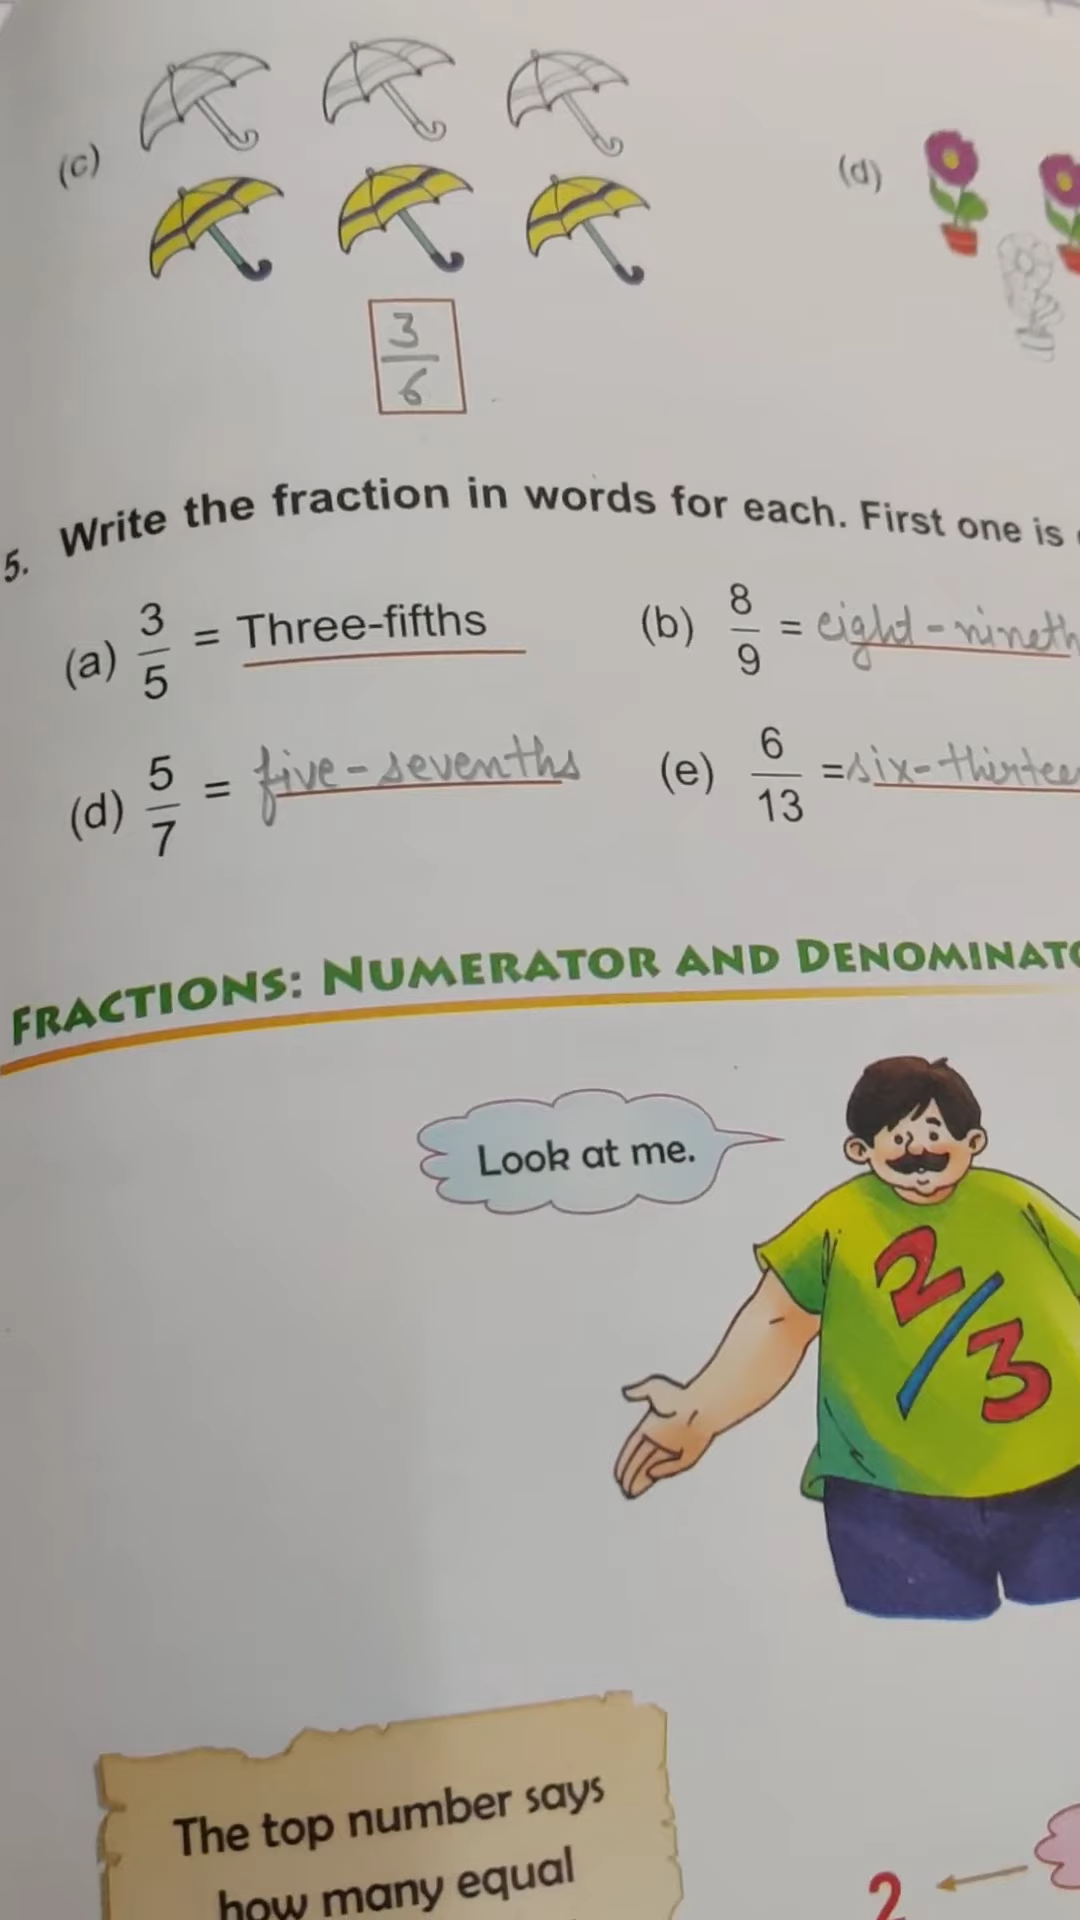 (c)
(d)
3
6
5. Write the fraction in words for each. First one is
(a) 3/5 = Three-fifths
(b) 8/9 = eight-nineth
(d) 5/7 = five-sevenths
(e) 6/13 = six-thirteen
FRACTIONS: NUMERATOR AND DENOMINATO
Look at me.
2/3
The top number says
how many equal
2